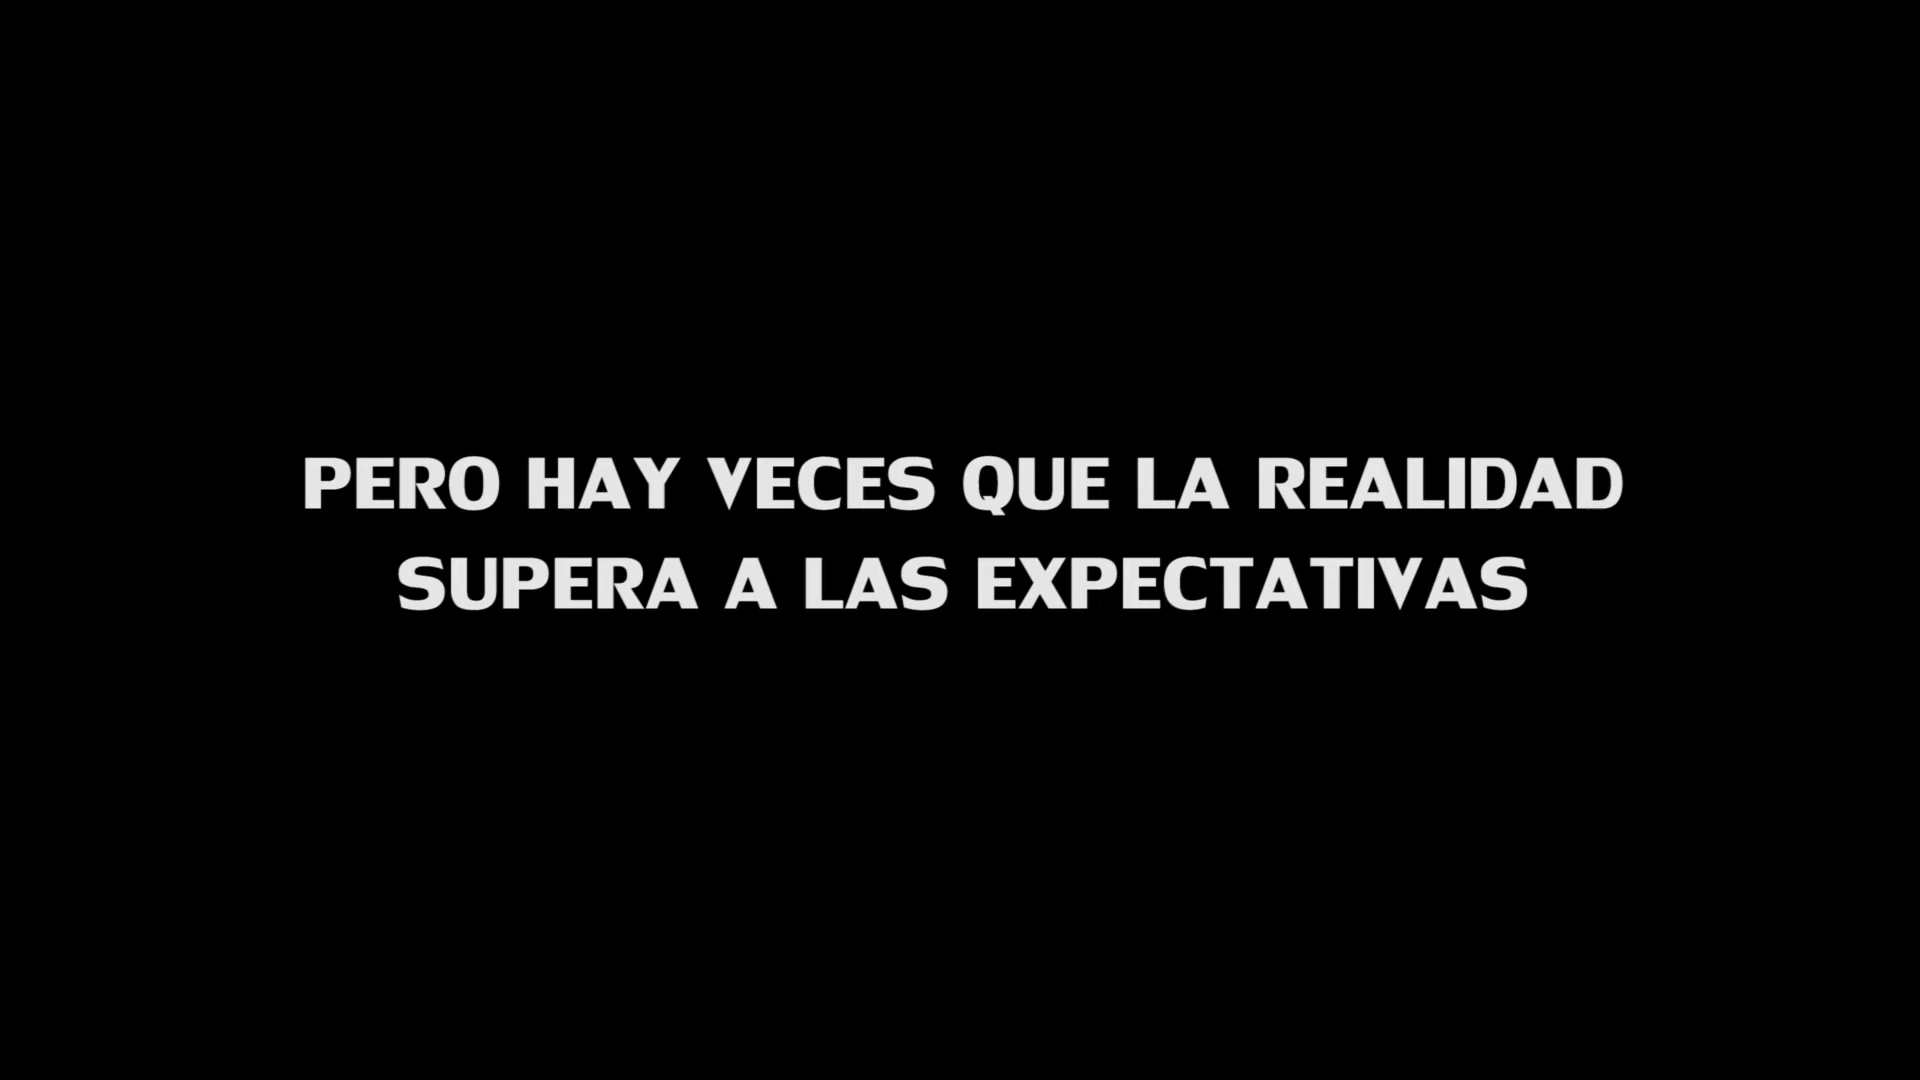 PERO HAY VECES QUE LA REALIDAD
SUPERA A LAS EXPECTATIVAS